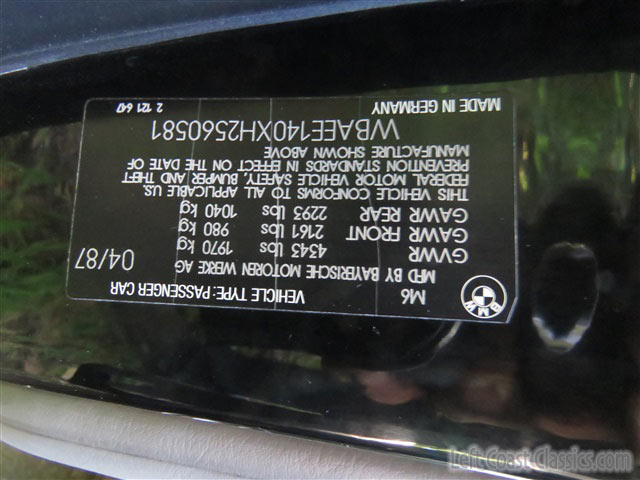 BMW
M6 VEHICLE TYPE: PASSENGER CAR
MFD BY BAYERISCHE MOTOREN WERKE AG 04/87
GVWR 4343 lbs 1970 kg
GAWR FRONT 2161 lbs 980 kg
GAWR REAR 2293 lbs 1040 kg
THIS VEHICLE CONFORMS TO ALL APPLICABLE U.S.
FEDERAL MOTOR VEHICLE SAFETY, BUMPER AND THEFT
PREVENTION STANDARDS IN EFFECT ON THE DATE OF
MANUFACTURE SHOWN ABOVE
WBAEE140XH2560581
MADE IN GERMANY 2 121 647
Left Coast Classics.com